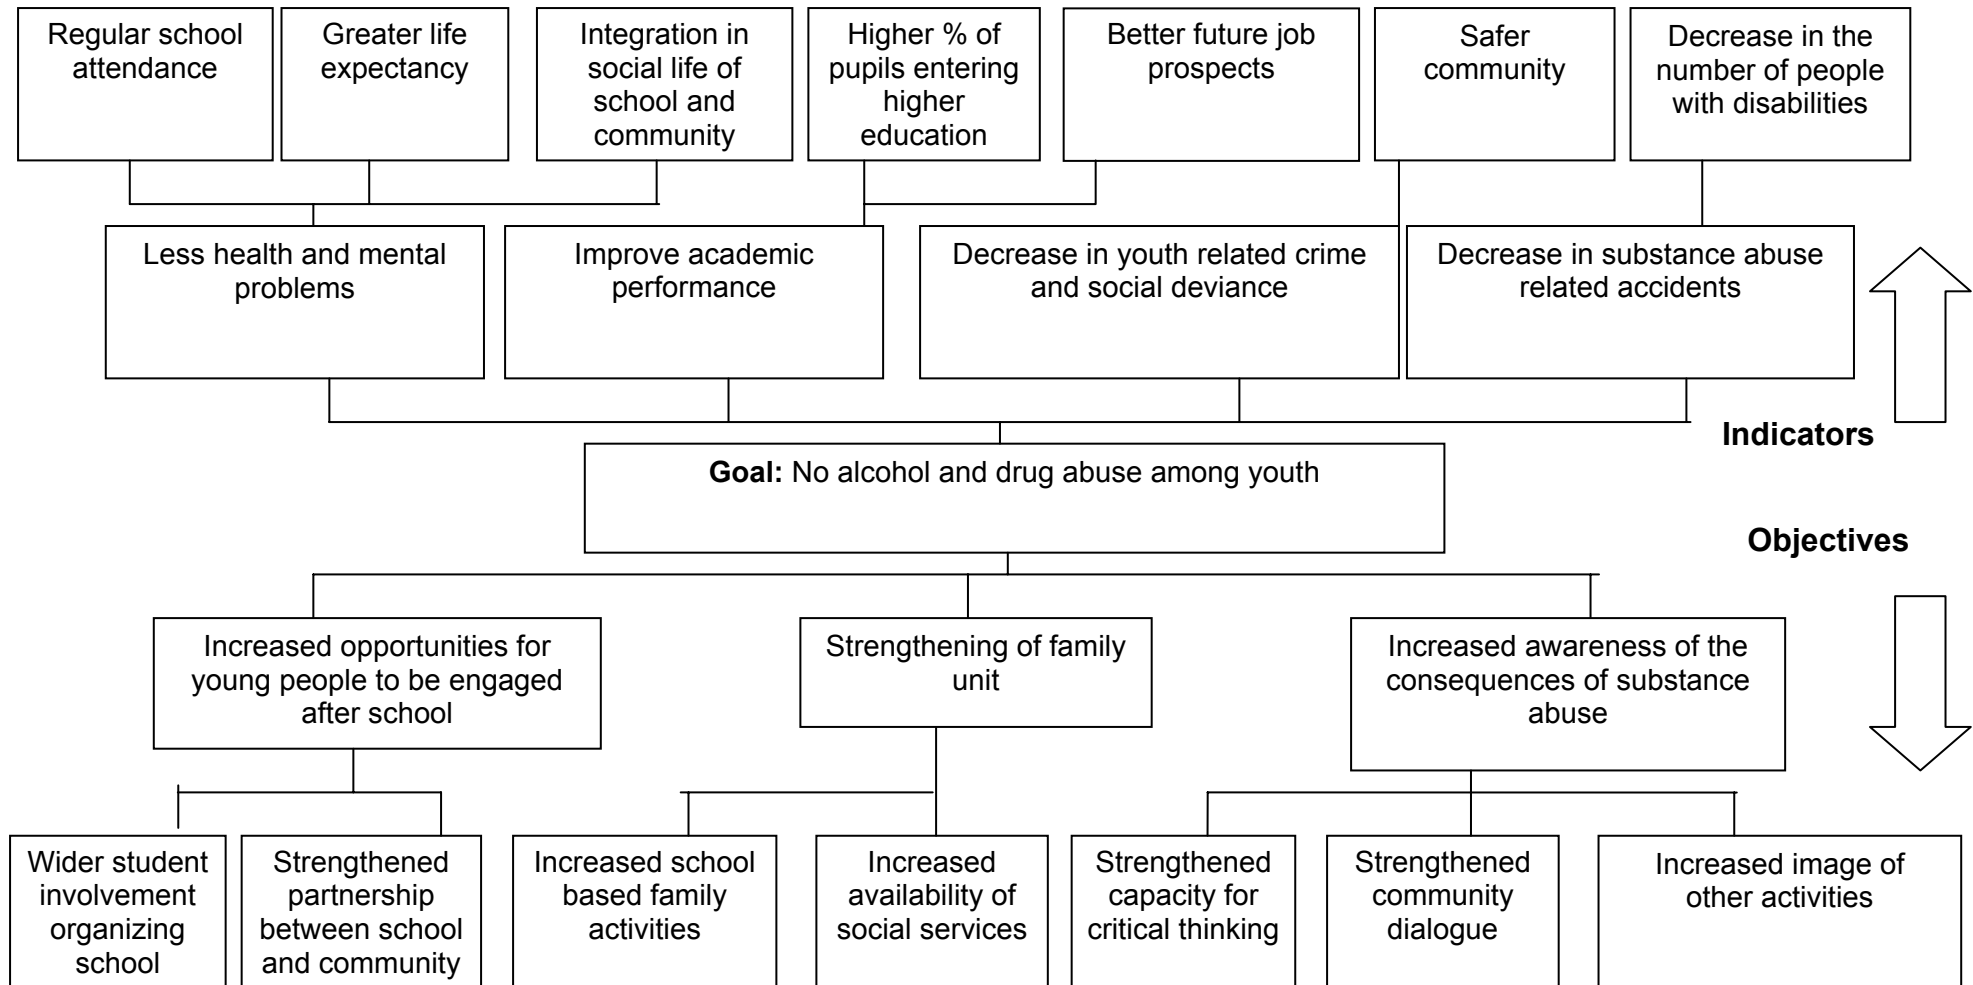 Regular school
attendance
Greater life
expectancy
Integration in
social life of
school and
community
Higher % of
pupils entering
higher
education
Better future job
prospects
Safer
community
Decrease in the
number of people
with disabilities
Less health and mental
problems
Improve academic
performance
Decrease in youth related crime
and social deviance
Decrease in substance abuse
related accidents
Indicators
Goal: No alcohol and drug abuse among youth
Objectives
Increased opportunities for
young people to be engaged
after school
Strengthening of family
unit
Increased awareness of the
consequences of substance
abuse
Wider student
involvement
organizing
school
Strengthened
partnership
between school
and community
Increased school
based family
activities
Increased
availability of
social services
Strengthened
capacity for
critical thinking
Strengthened
community
dialogue
Increased image of
other activities